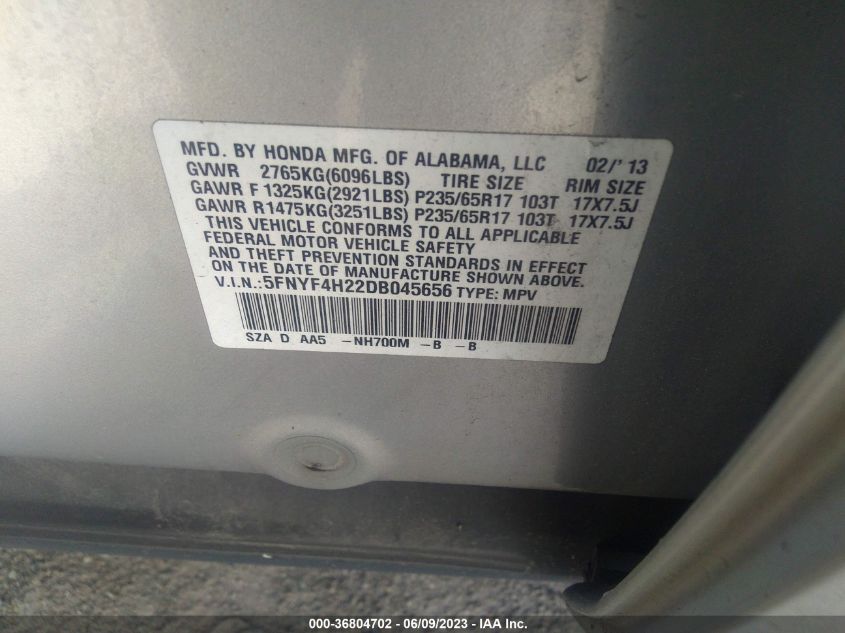 MFD. BY HONDA MFG. OF ALABAMA, LLC 02/'13
GVWR 2765KG(6096LBS) TIRE SIZE RIM SIZE
GAWR F 1325KG(2921LBS) P235/65R17 103T 17X7.5J
GAWR R1475KG(3251LBS) P235/65R17 103T 17X7.5J
THIS VEHICLE CONFORMS TO ALL APPLICABLE
FEDERAL MOTOR VEHICLE SAFETY
AND THEFT PREVENTION STANDARDS IN EFFECT
ON THE DATE OF MANUFACTURE SHOWN ABOVE.
V.I.N.:5FNYF4H22DB045656 TYPE: MPV
SZA D AA5 -NH700M -B -B
000-36804702 - 06/09/2023 - IAA Inc.